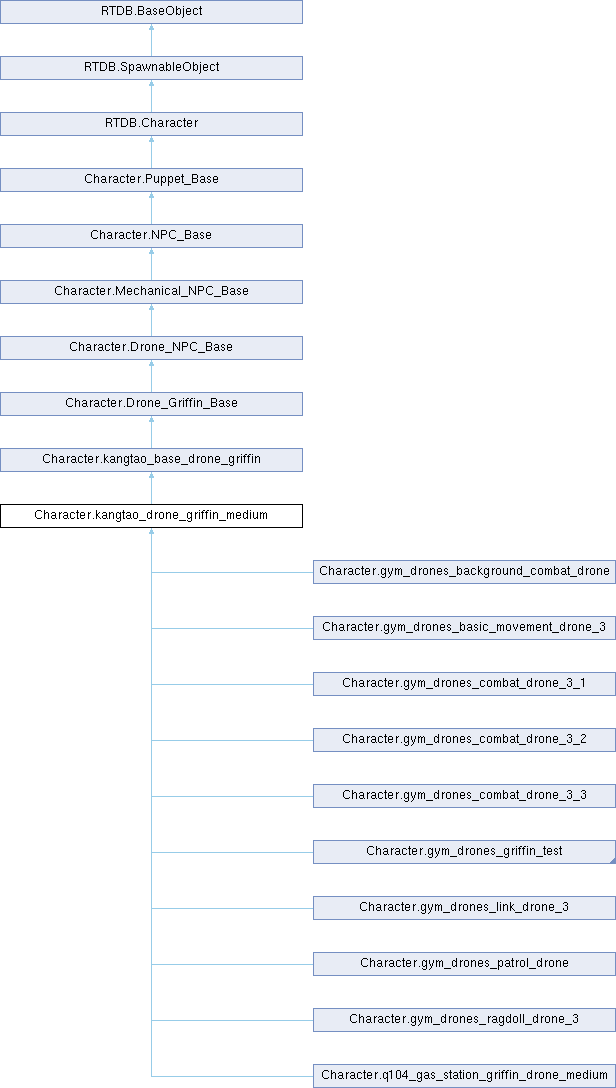 RTDB.BaseObject
RTDB.SpawnableObject
RTDB.Character
Character.Puppet_Base
Character.NPC_Base
Character.Mechanical_NPC_Base
Character.Drone_NPC_Base
Character.Drone_Griffin_Base
Character.kangtao_base_drone_griffin
Character.kangtao_drone_griffin_medium
Character.gym_drones_background_combat_drone
Character.gym_drones_basic_movement_drone_3
Character.gym_drones_combat_drone_3_1
Character.gym_drones_combat_drone_3_2
Character.gym_drones_combat_drone_3_3
Character.gym_drones_griffin_test
Character.gym_drones_link_drone_3
Character.gym_drones_patrol_drone
Character.gym_drones_ragdoll_drone_3
Character.q104_gas_station_griffin_drone_medium